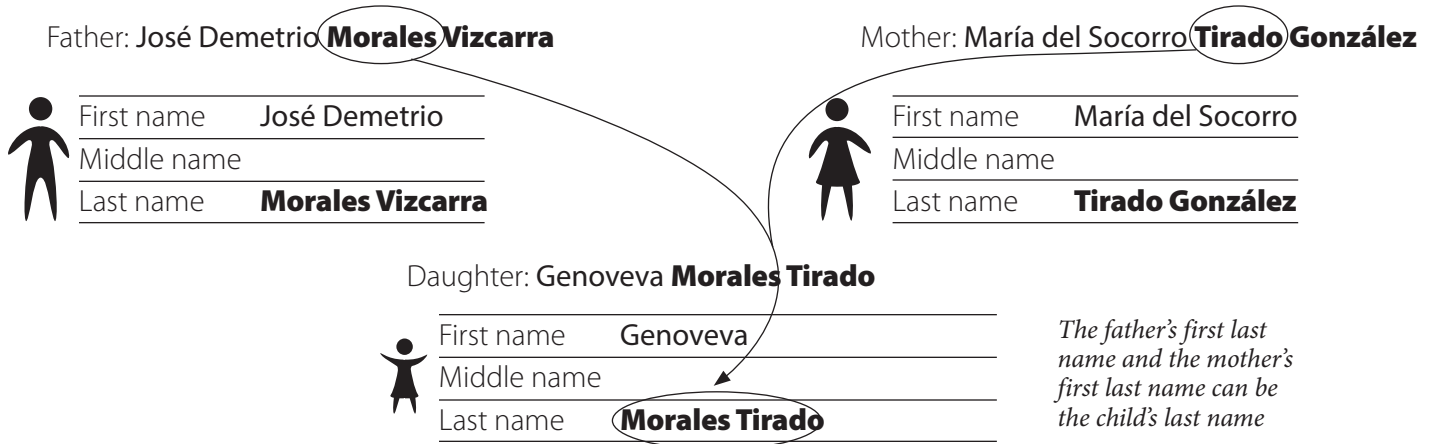 Father: José Demetrio Morales Vizcarra
Mother: María del Socorro Tirado González
First name José Demetrio
Middle name
Last name Morales Vizcarra
First name María del Socorro
Middle name
Last name Tirado González
Daughter: Genoveva Morales Tirado
First name Genoveva
Middle name
Last name Morales Tirado
The father's first last
name and the mother's
first last name can be
the child's last name